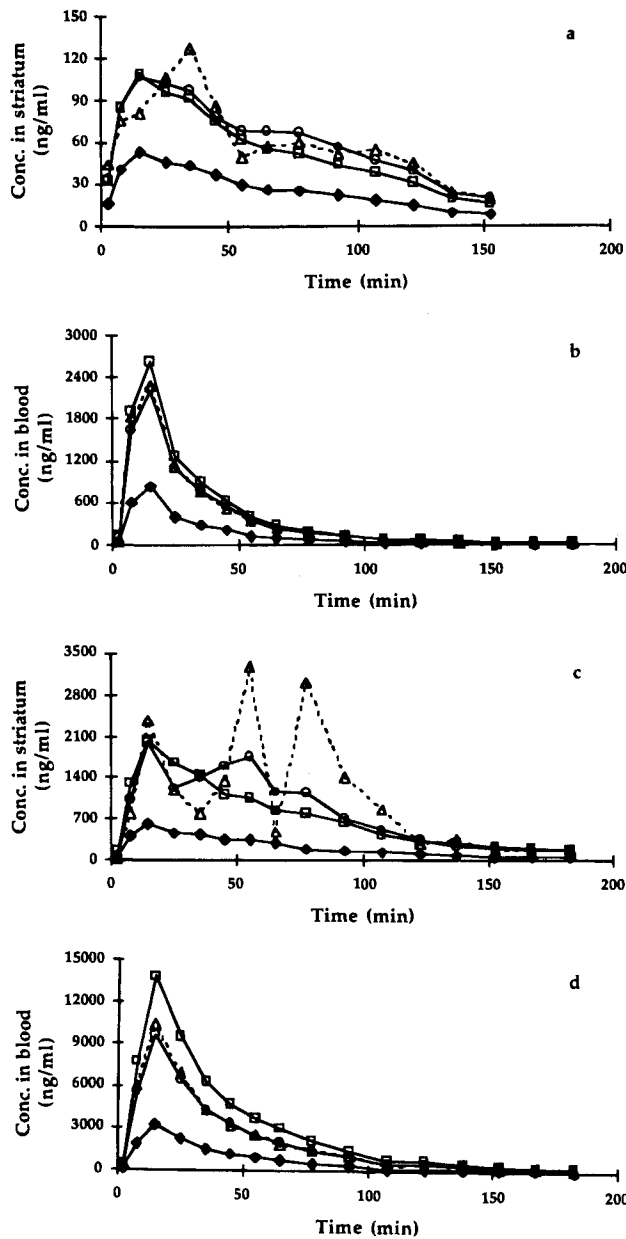 a
Conc. in striatum
(ng/ml)
150
120
90
60
30
0
0 50 100 150 200
Time (min)
b
Conc. in blood
(ng/ml)
3000
2400
1800
1200
600
0
0 50 100 150 200
Time (min)
c
Conc. in striatum
(ng/ml)
3500
2800
2100
1400
700
0
0 50 100 150 200
Time (min)
d
Conc. in blood
(ng/ml)
15000
12000
9000
6000
3000
0
0 50 100 150 200
Time (min)